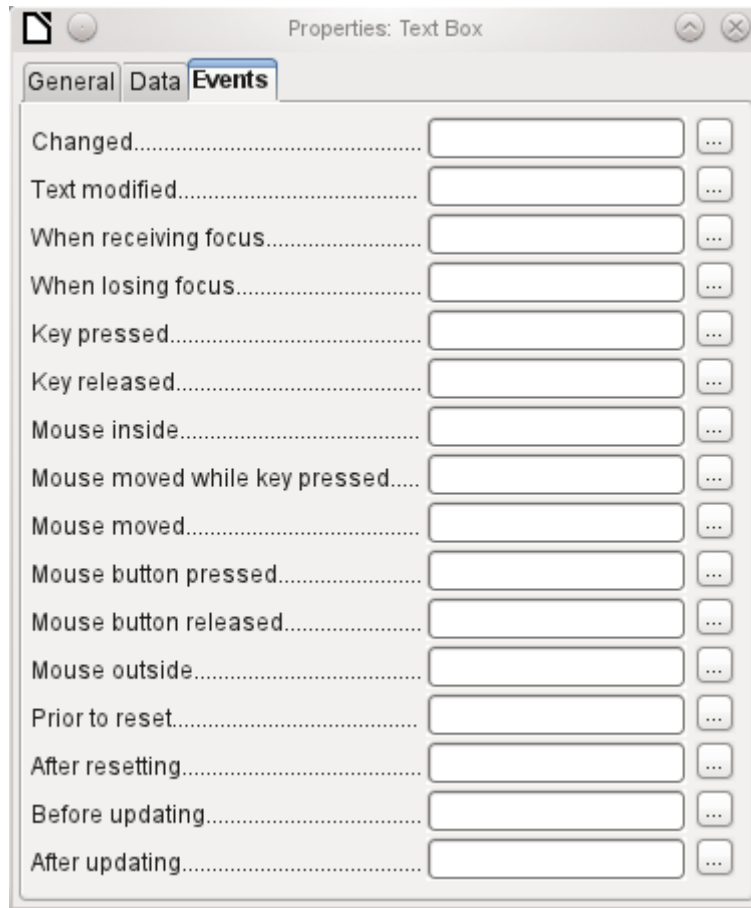 Properties: Text Box
General Data Events
Changed............................................. ...
Text modified...................................... ...
When receiving focus........................ ...
When losing focus............................. ...
Key pressed....................................... ...
Key released...................................... ...
Mouse inside...................................... ...
Mouse moved while key pressed..... ...
Mouse moved..................................... ...
Mouse button pressed...................... ...
Mouse button released..................... ...
Mouse outside................................... ...
Prior to reset....................................... ...
After resetting..................................... ...
Before updating.................................. ...
After updating..................................... ...